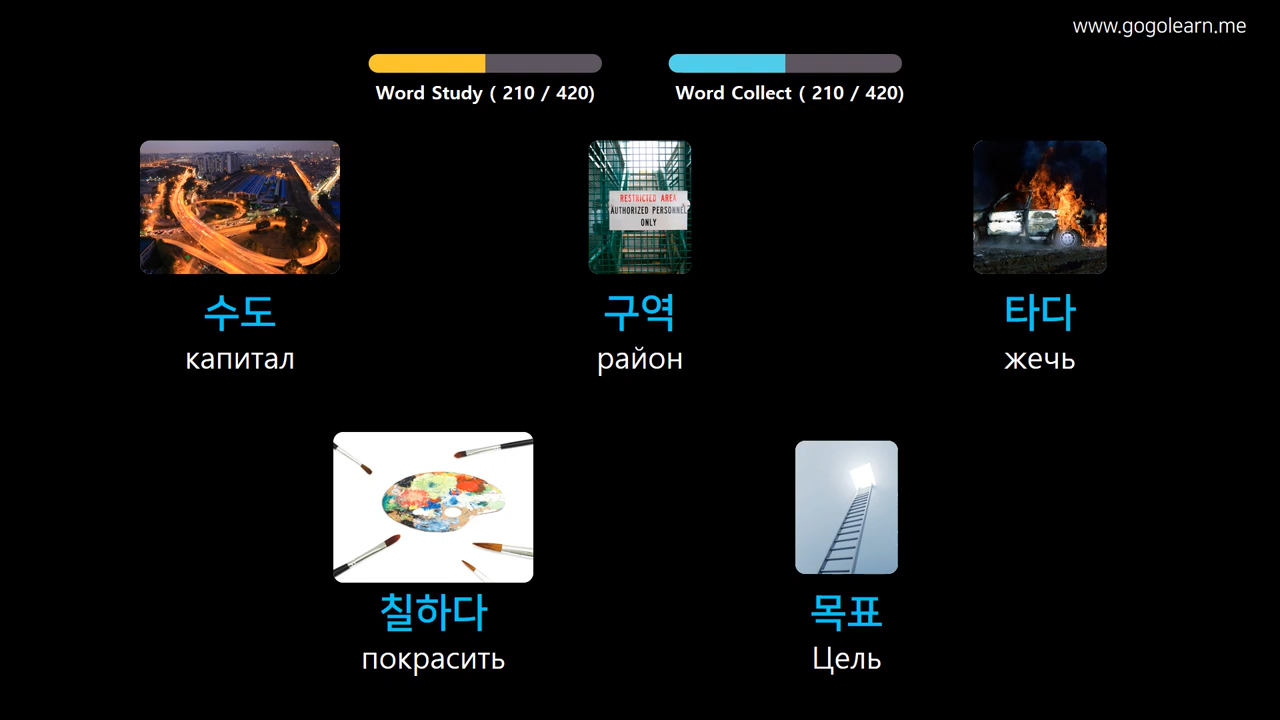 www.gogolearn.me
Word Study ( 210 / 420)
Word Collect ( 210 / 420)
RESTRICTED AREA
AUTHORIZED PERSONNEL
ONLY
수도
구역
타다
капитал
район
жечь
칠하다
목표
покрасить
Цель